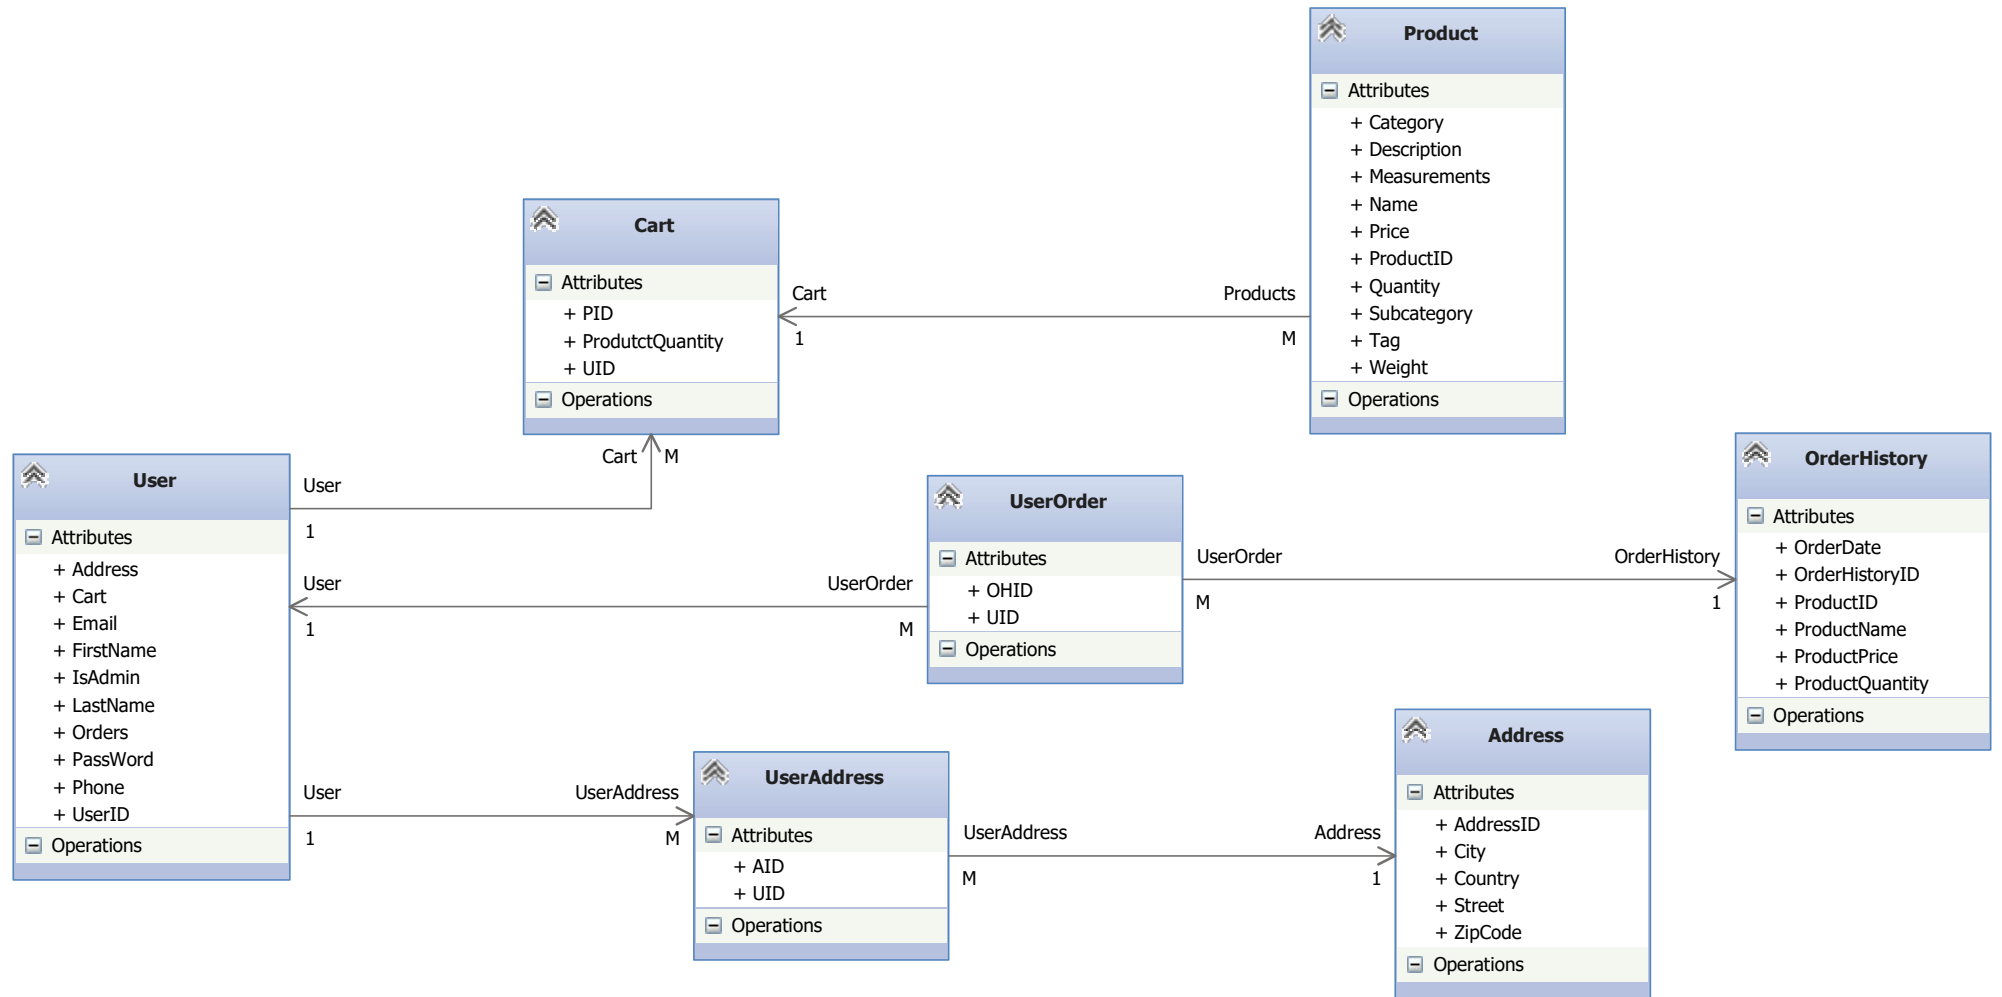 Product
Attributes
+ Category
+ Description
+ Measurements
+ Name
+ Price
+ ProductID
+ Quantity
+ Subcategory
+ Tag
+ Weight
Operations
Cart
Attributes
+ PID
+ ProdutctQuantity
+ UID
Operations
Cart
1
Products
M
Cart
M
User
1
User
Attributes
+ Address
+ Cart
+ Email
+ FirstName
+ IsAdmin
+ LastName
+ Orders
+ PassWord
+ Phone
+ UserID
Operations
User
1
UserOrder
M
UserOrder
Attributes
+ OHID
+ UID
Operations
UserOrder
M
OrderHistory
1
OrderHistory
Attributes
+ OrderDate
+ OrderHistoryID
+ ProductID
+ ProductName
+ ProductPrice
+ ProductQuantity
Operations
User
1
UserAddress
M
UserAddress
Attributes
+ AID
+ UID
Operations
UserAddress
M
Address
1
Address
Attributes
+ AddressID
+ City
+ Country
+ Street
+ ZipCode
Operations